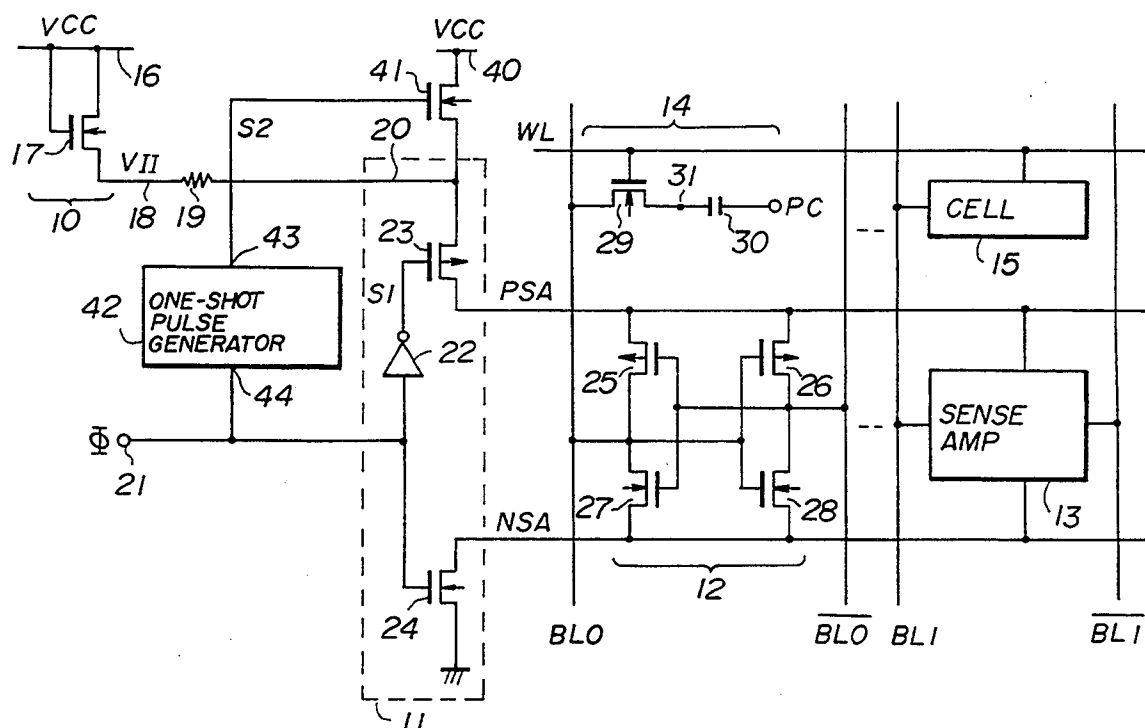 VCC
16
17
VII
10
18
19
S2
VCC
40
41
20
43
42
ONE-SHOT
PULSE
GENERATOR
44
Φ
21
23
S1
22
24
11
PSA
NSA
14
WL
31
29
30
PC
CELL
15
25
26
27
28
12
SENSE
AMP
13
BL0
BL0
BL1
BL1